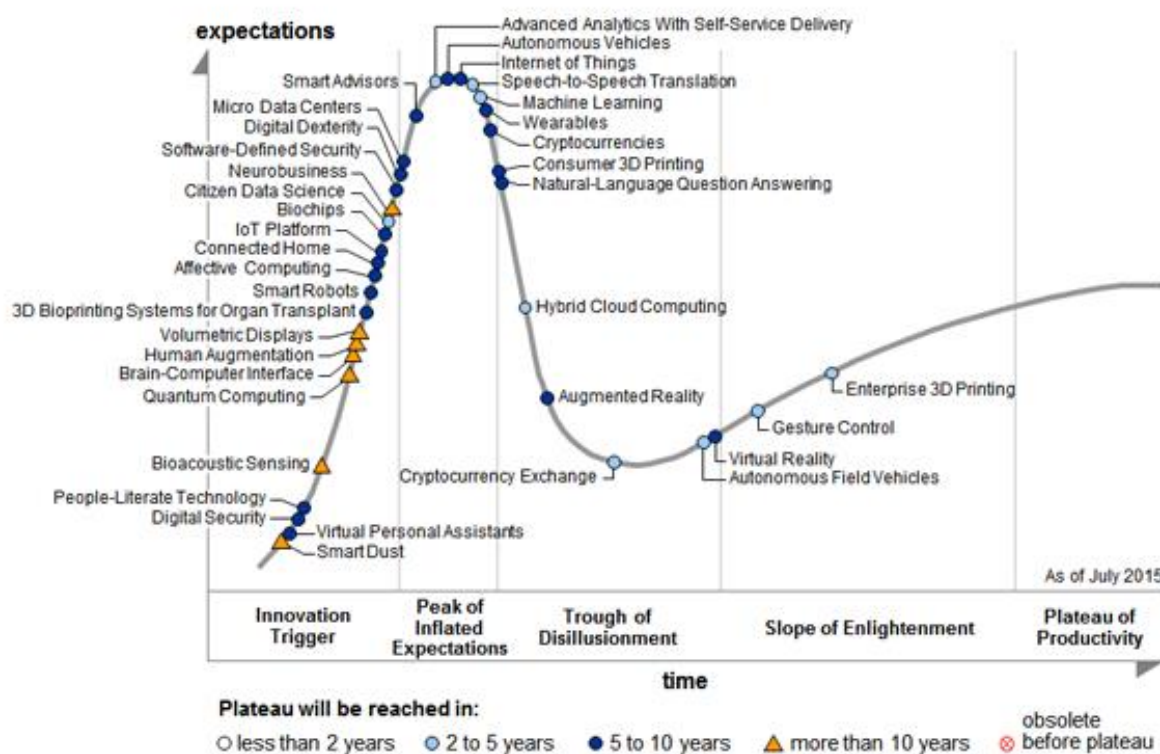 expectations
Advanced Analytics With Self-Service Delivery
Autonomous Vehicles
Internet of Things
Speech-to-Speech Translation
Machine Learning
Wearables
Cryptocurrencies
Consumer 3D Printing
Natural-Language Question Answering
Smart Advisors
Micro Data Centers
Digital Dexterity
Software-Defined Security
Neurobusiness
Citizen Data Science
Biochips
IoT Platform
Connected Home
Affective Computing
Smart Robots
3D Bioprinting Systems for Organ Transplant
Volumetric Displays
Human Augmentation
Brain-Computer Interface
Quantum Computing
Bioacoustic Sensing
People-Literate Technology
Digital Security
Virtual Personal Assistants
Smart Dust
Hybrid Cloud Computing
Augmented Reality
Cryptocurrency Exchange
Enterprise 3D Printing
Gesture Control
Virtual Reality
Autonomous Field Vehicles
As of July 2015
Innovation
Trigger
Peak of
Inflated
Expectations
Trough of
Disillusionment
Slope of Enlightenment
Plateau of
Productivity
time
Plateau will be reached in:
less than 2 years
2 to 5 years
5 to 10 years
more than 10 years
obsolete
before plateau